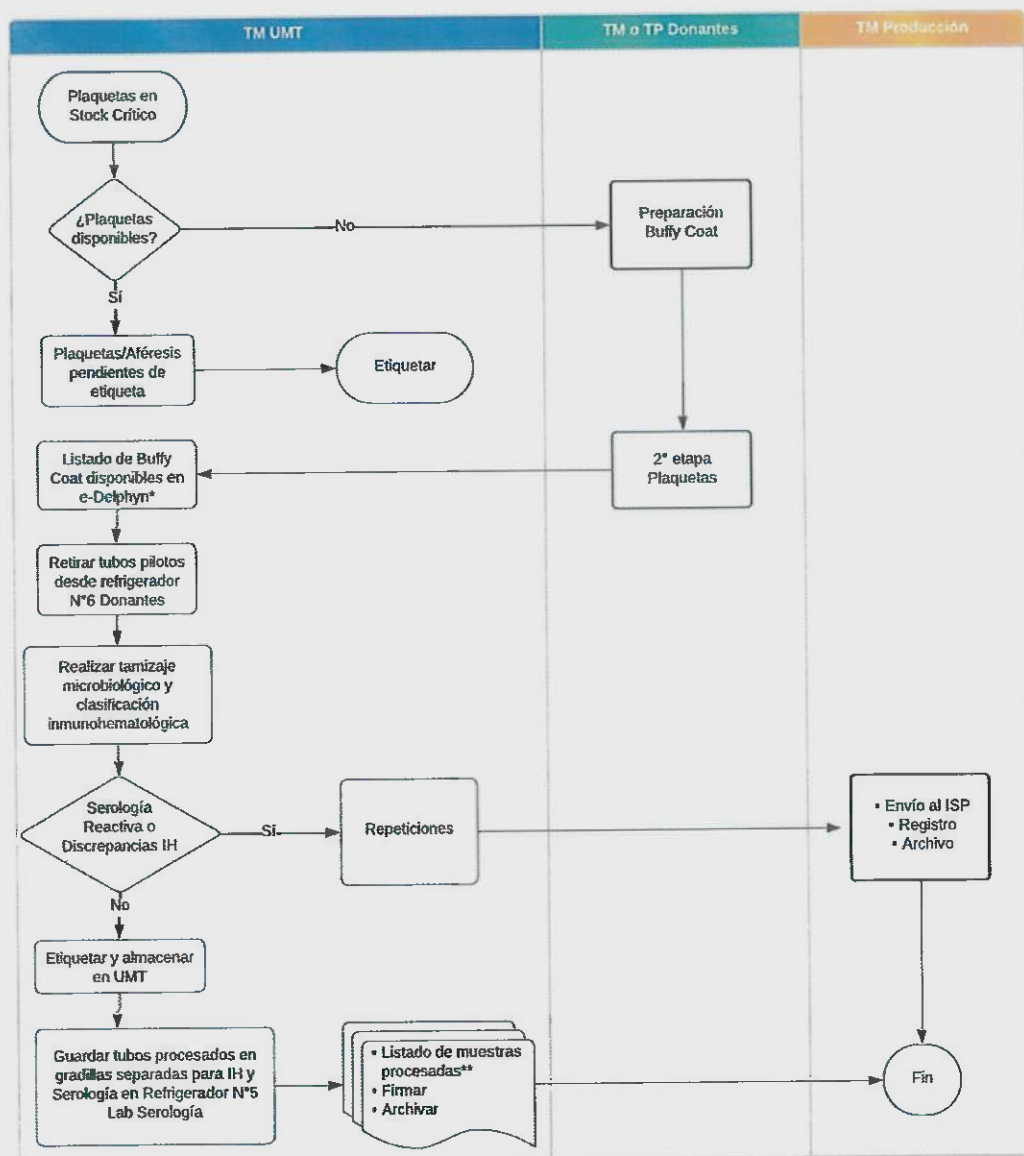 TM UMT
TM o TP Donantes
TM Producción
Plaquetas en
Stock Crítico
¿Plaquetas
disponibles?
No
Preparación
Buffy Coat
Sí
Plaquetas/Aféresis
pendientes de
etiqueta
Etiquetar
Listado de Buffy
Coat disponibles en
e-Delphyn*
2° etapa
Plaquetas
Retirar tubos pilotos
desde refrigerador
N°6 Donantes
Realizar tamizaje
microbiológico y
clasificación
inmunohematológica
Serología
Reactiva o
Discrepancias IH
Sí
Repeticiones
▪ Envío al ISP
▪ Registro
▪ Archivo
No
Etiquetar y almacenar
en UMT
Guardar tubos procesados en
gradillas separadas para IH y
Serología en Refrigerador N°5
Lab Serología
▪ Listado de muestras
procesadas**
▪ Firmar
▪ Archivar
Fin